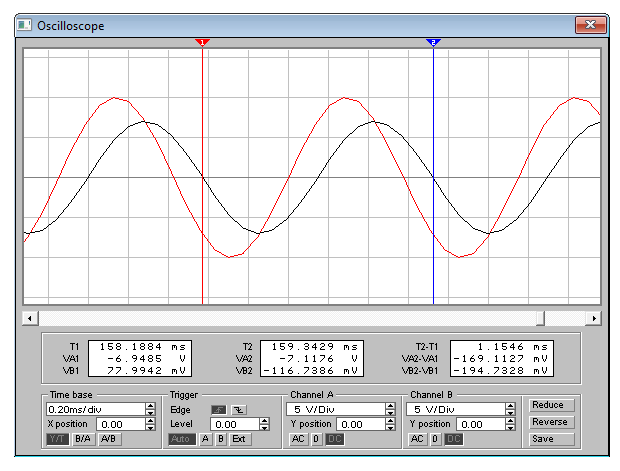 Oscilloscope
1 2
T1 158.1884 ms T2 159.3429 ms T2-T1 1.1546 ms
VA1 -6.9485 V VA2 -7.1176 V VA2-VA1 -169.1127 mV
VB1 77.9942 mV VB2 -116.7386 mV VB2-VB1 -194.7328 mV
Time base Trigger Channel A Channel B
0.20ms/div Edge 5 V/Div 5 V/Div Reduce
X position 0.00 Level 0.00 Y position 0.00 Y position 0.00 Reverse
Y/T B/A A/B Auto A B Ext AC 0 DC AC 0 DC Save